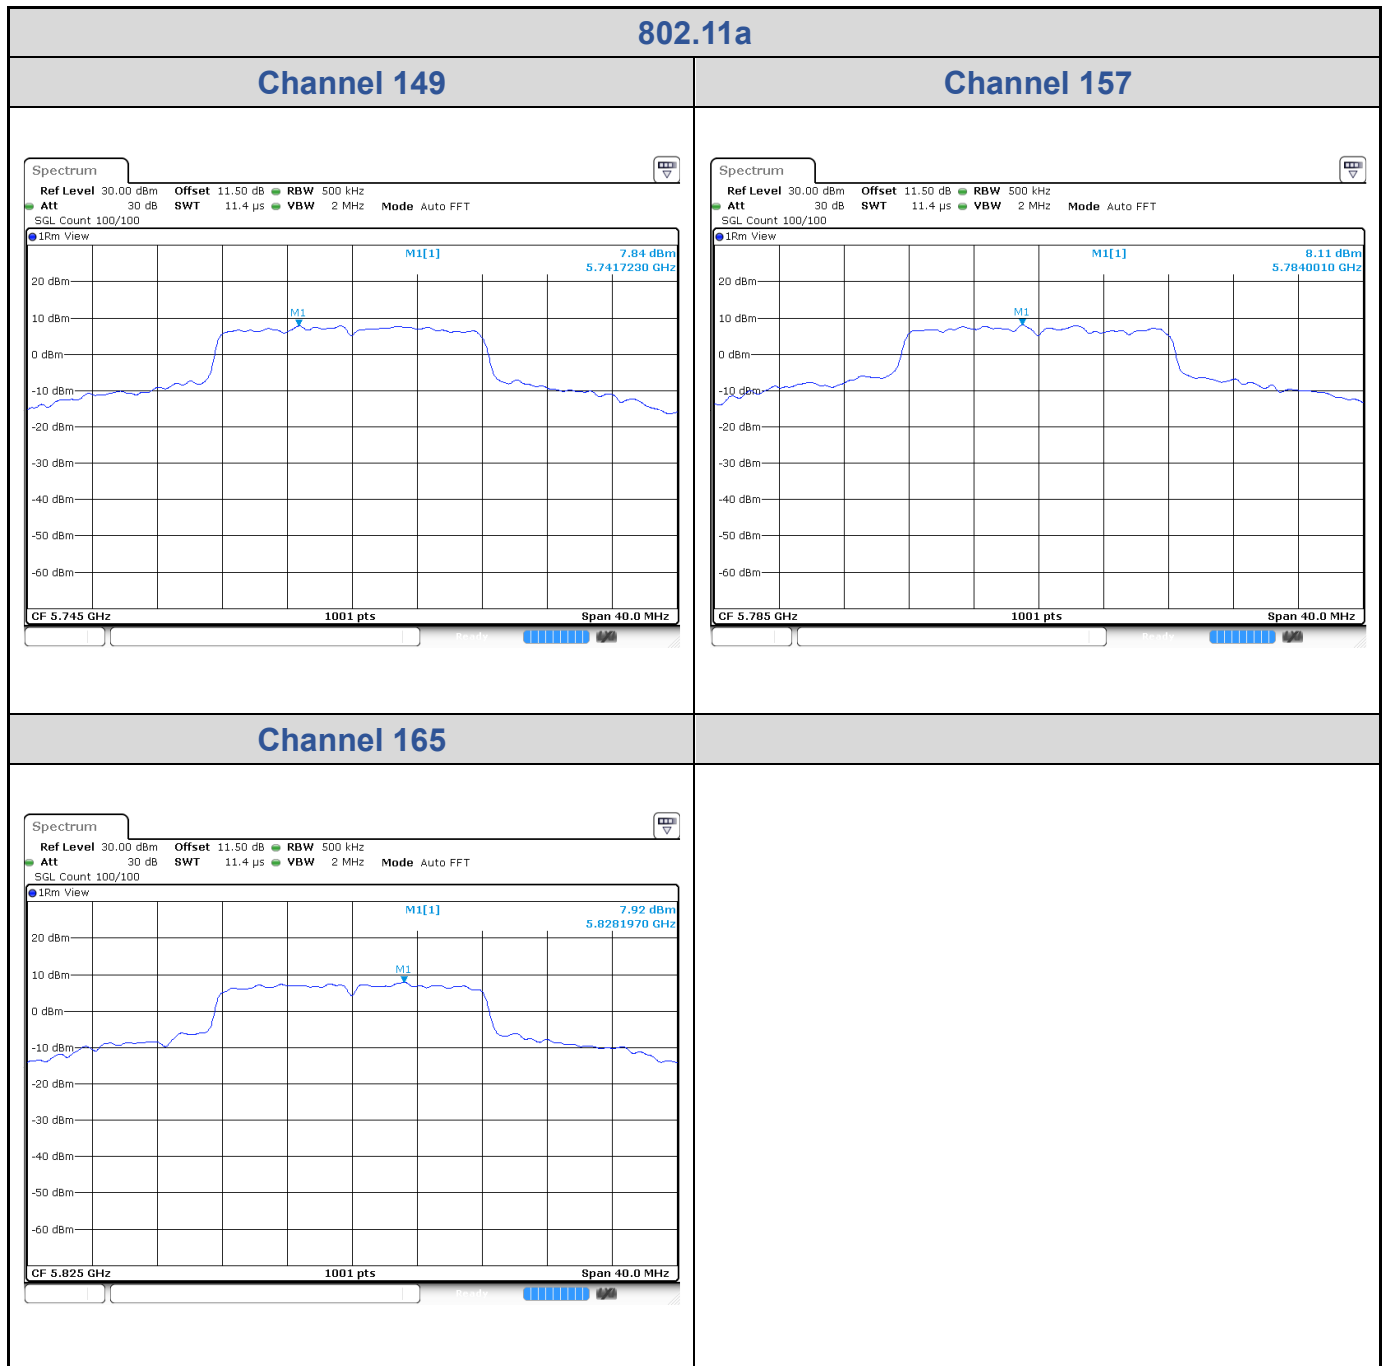 802.11a
Channel 149
Channel 157
Spectrum
Ref Level 30.00 dBm Offset 11.50 dB RBW 500 kHz
Att 30 dB SWT 11.4 µs VBW 2 MHz Mode Auto FFT
SGL Count 100/100
1Rm View
M1[1] 7.84 dBm
5.7417230 GHz
20 dBm
M1
10 dBm
0 dBm
-10 dBm
-20 dBm
-30 dBm
-40 dBm
-50 dBm
-60 dBm
CF 5.745 GHz 1001 pts Span 40.0 MHz
Ready
Spectrum
Ref Level 30.00 dBm Offset 11.50 dB RBW 500 kHz
Att 30 dB SWT 11.4 µs VBW 2 MHz Mode Auto FFT
SGL Count 100/100
1Rm View
M1[1] 8.11 dBm
5.7840010 GHz
20 dBm
M1
10 dBm
0 dBm
-10 dBm
-20 dBm
-30 dBm
-40 dBm
-50 dBm
-60 dBm
CF 5.785 GHz 1001 pts Span 40.0 MHz
Ready
Channel 165
Spectrum
Ref Level 30.00 dBm Offset 11.50 dB RBW 500 kHz
Att 30 dB SWT 11.4 µs VBW 2 MHz Mode Auto FFT
SGL Count 100/100
1Rm View
M1[1] 7.92 dBm
5.8281970 GHz
20 dBm
M1
10 dBm
0 dBm
-10 dBm
-20 dBm
-30 dBm
-40 dBm
-50 dBm
-60 dBm
CF 5.825 GHz 1001 pts Span 40.0 MHz
Ready